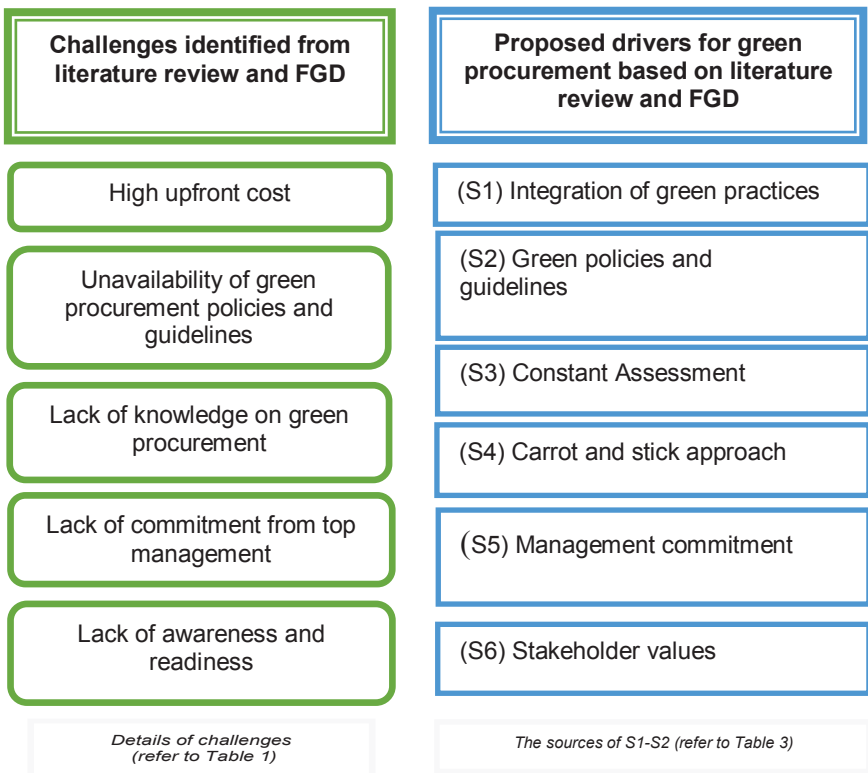 Challenges identified from
literature review and FGD
High upfront cost
Unavailability of green
procurement policies and
guidelines
Lack of knowledge on green
procurement
Lack of commitment from top
management
Lack of awareness and
readiness
Details of challenges
(refer to Table 1)
Proposed drivers for green
procurement based on literature
review and FGD
(S1) Integration of green practices
(S2) Green policies and
guidelines
(S3) Constant Assessment
(S4) Carrot and stick approach
(S5) Management commitment
(S6) Stakeholder values
The sources of S1-S2 (refer to Table 3)